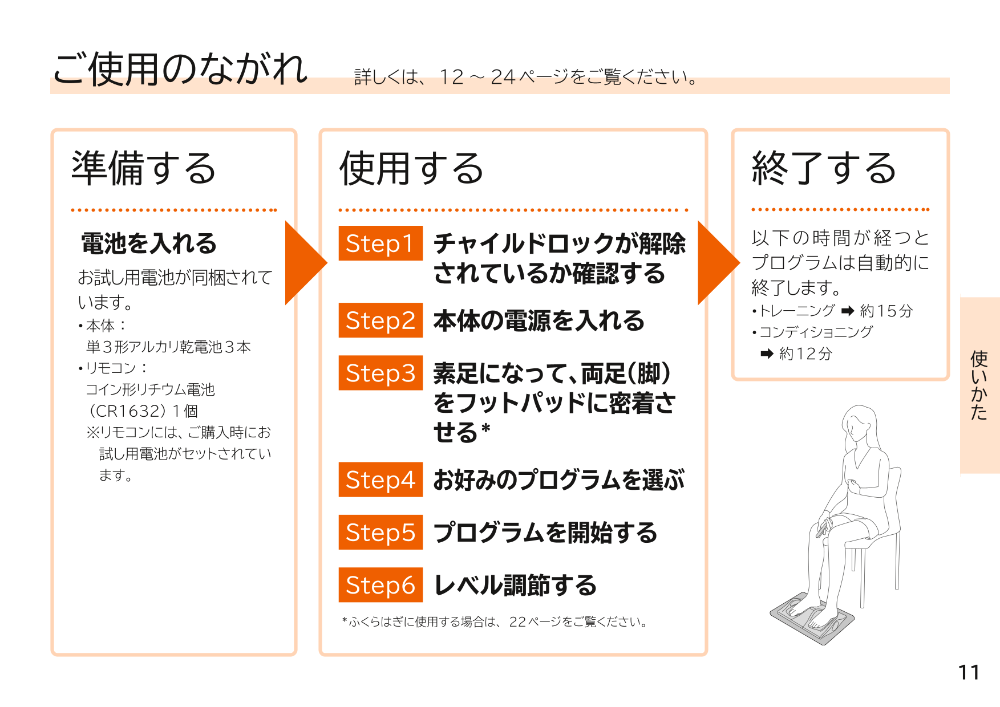 ご使用のながれ
詳しくは、12～24ページをご覧ください。
準備する
電池を入れる
お試し用電池が同梱されて
います。
・本体：
単3形アルカリ乾電池3本
・リモコン：
コイン形リチウム電池
（CR1632）1個
※リモコンには、ご購入時にお
試し用電池がセットされてい
ます。
使用する
Step1 チャイルドロックが解除
されているか確認する
Step2 本体の電源を入れる
Step3 素足になって、両足（脚）
をフットパッドに密着さ
せる*
Step4 お好みのプログラムを選ぶ
Step5 プログラムを開始する
Step6 レベル調節する
*ふくらはぎに使用する場合は、22ページをご覧ください。
終了する
以下の時間が経つと
プログラムは自動的に
終了します。
・トレーニング ➡ 約15分
・コンディショニング
➡ 約12分
使いかた
11